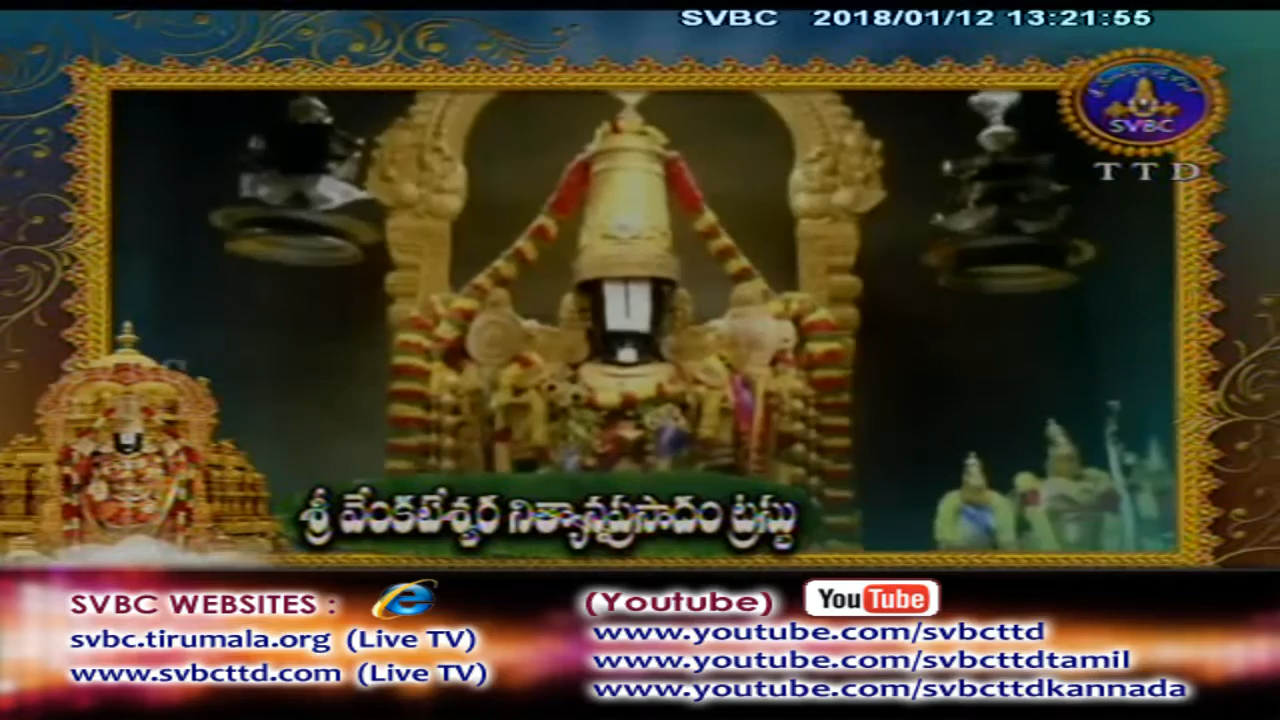 SVBC 2018/01/12 13:21:55
SVBC
T T D
శ్రీ వేంకటేశ్వర నిత్యాన్నప్రసాదం ట్రస్టు
SVBC WEBSITES :
svbc.tirumala.org (Live TV)
www.svbcttd.com (Live TV)
(Youtube) YouTube
www.youtube.com/svbcttd
www.youtube.com/svbcttdtamil
www.youtube.com/svbcttdkannada